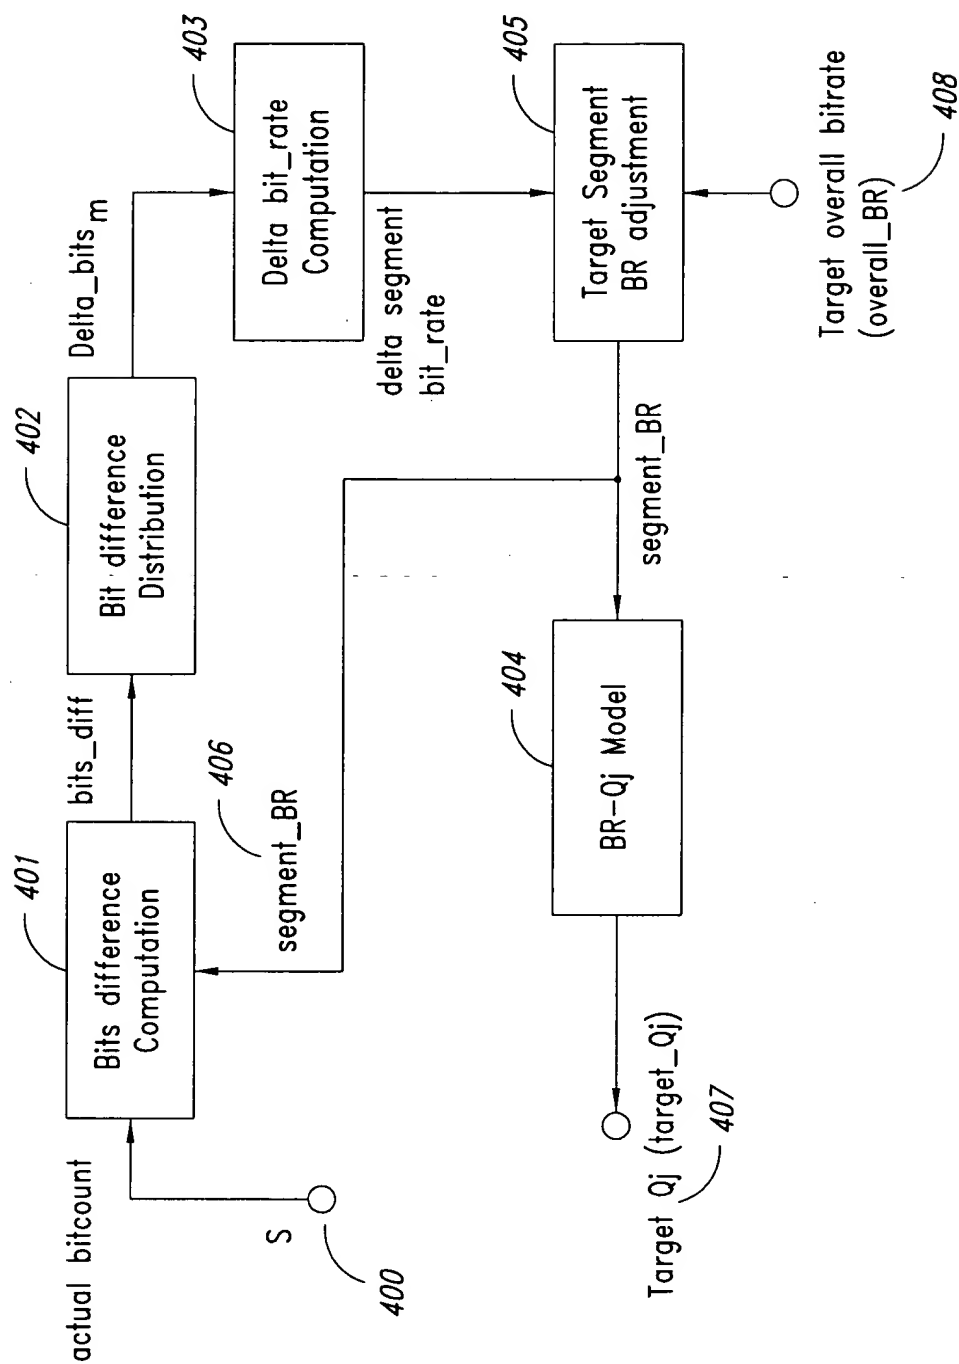 actual bitcount
S
400
401
Bits difference
Computation
bits_diff
segment_BR
406
402
Bit difference
Distribution
Delta_bits m
403
Delta bit_rate
Computation
delta segment
bit_rate
405
Target Segment
BR adjustment
Target overall bitrate
(overall_BR)
408
segment_BR
404
BR-Qj Model
Target Qj (target_Qj)
407